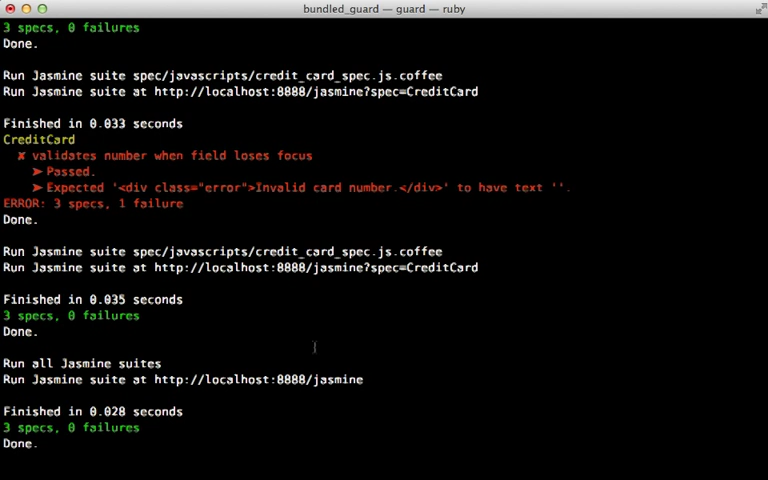 bundled_guard — guard — ruby
3 specs, 0 failures
Done.
Run Jasmine suite spec/javascripts/credit_card_spec.js.coffee
Run Jasmine suite at http://localhost:8888/jasmine?spec=CreditCard
Finished in 0.033 seconds
CreditCard
✘ validates number when field loses focus
➤ Passed.
➤ Expected '<div class="error">Invalid card number.</div>' to have text ''.
ERROR: 3 specs, 1 failure
Done.
Run Jasmine suite spec/javascripts/credit_card_spec.js.coffee
Run Jasmine suite at http://localhost:8888/jasmine?spec=CreditCard
Finished in 0.035 seconds
3 specs, 0 failures
Done.
Run all Jasmine suites
Run Jasmine suite at http://localhost:8888/jasmine
Finished in 0.028 seconds
3 specs, 0 failures
Done.